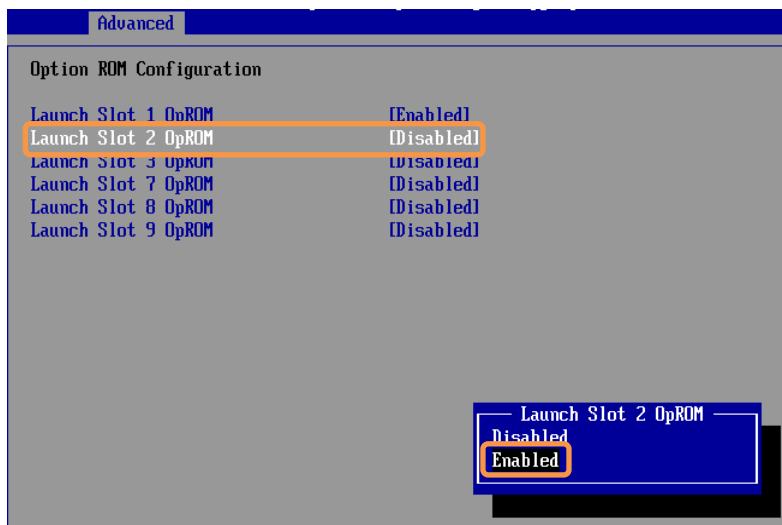 Advanced
Option ROM Configuration
Launch Slot 1 OpROM [Enabled]
Launch Slot 2 OpROM [Disabled]
Launch Slot 3 OpROM [Disabled]
Launch Slot 7 OpROM [Disabled]
Launch Slot 8 OpROM [Disabled]
Launch Slot 9 OpROM [Disabled]
Launch Slot 2 OpROM
Disabled
Enabled